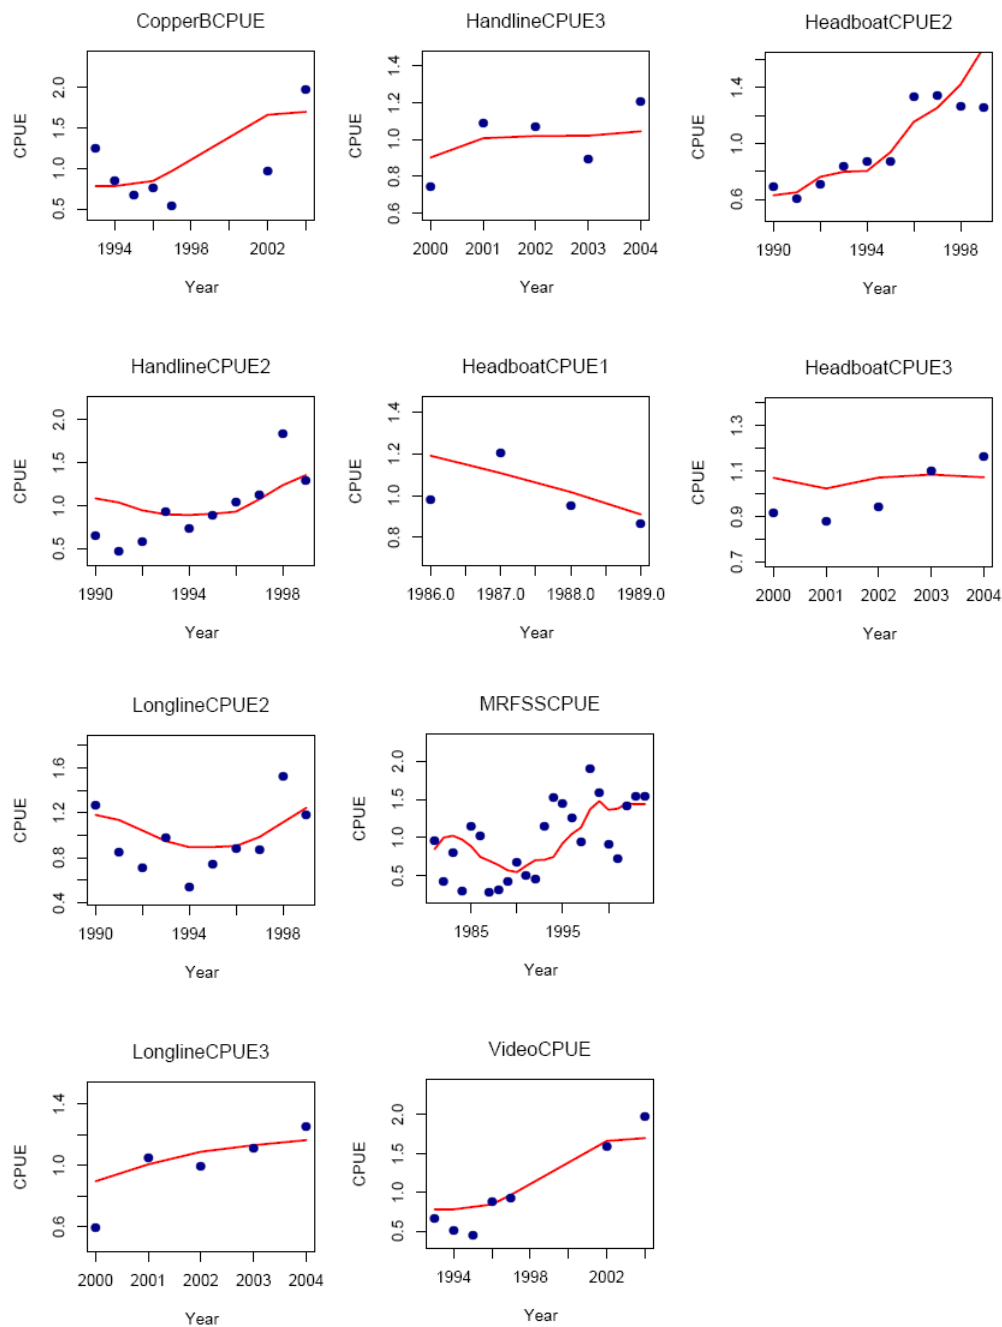 CopperBCPUE
CPUE
2.0
1.5
1.0
0.5
1994
1998
2002
Year
HandlineCPUE3
CPUE
1.4
1.2
1.0
0.8
0.6
2000 2001 2002 2003 2004
Year
HeadboatCPUE2
CPUE
1.4
1.0
0.6
1990
1994
1998
Year
HandlineCPUE2
CPUE
2.0
1.5
1.0
0.5
1990
1994
1998
Year
HeadboatCPUE1
CPUE
1.4
1.2
1.0
0.8
1986.0 1987.0 1988.0 1989.0
Year
HeadboatCPUE3
CPUE
1.3
1.1
0.9
0.7
2000 2001 2002 2003 2004
Year
LonglineCPUE2
CPUE
1.6
1.2
0.8
0.4
1990
1994
1998
Year
MRFSSCPUE
CPUE
2.0
1.5
1.0
0.5
1985
1995
Year
LonglineCPUE3
CPUE
1.4
1.0
0.6
2000 2001 2002 2003 2004
Year
VideoCPUE
CPUE
2.0
1.5
1.0
0.5
1994
1998
2002
Year